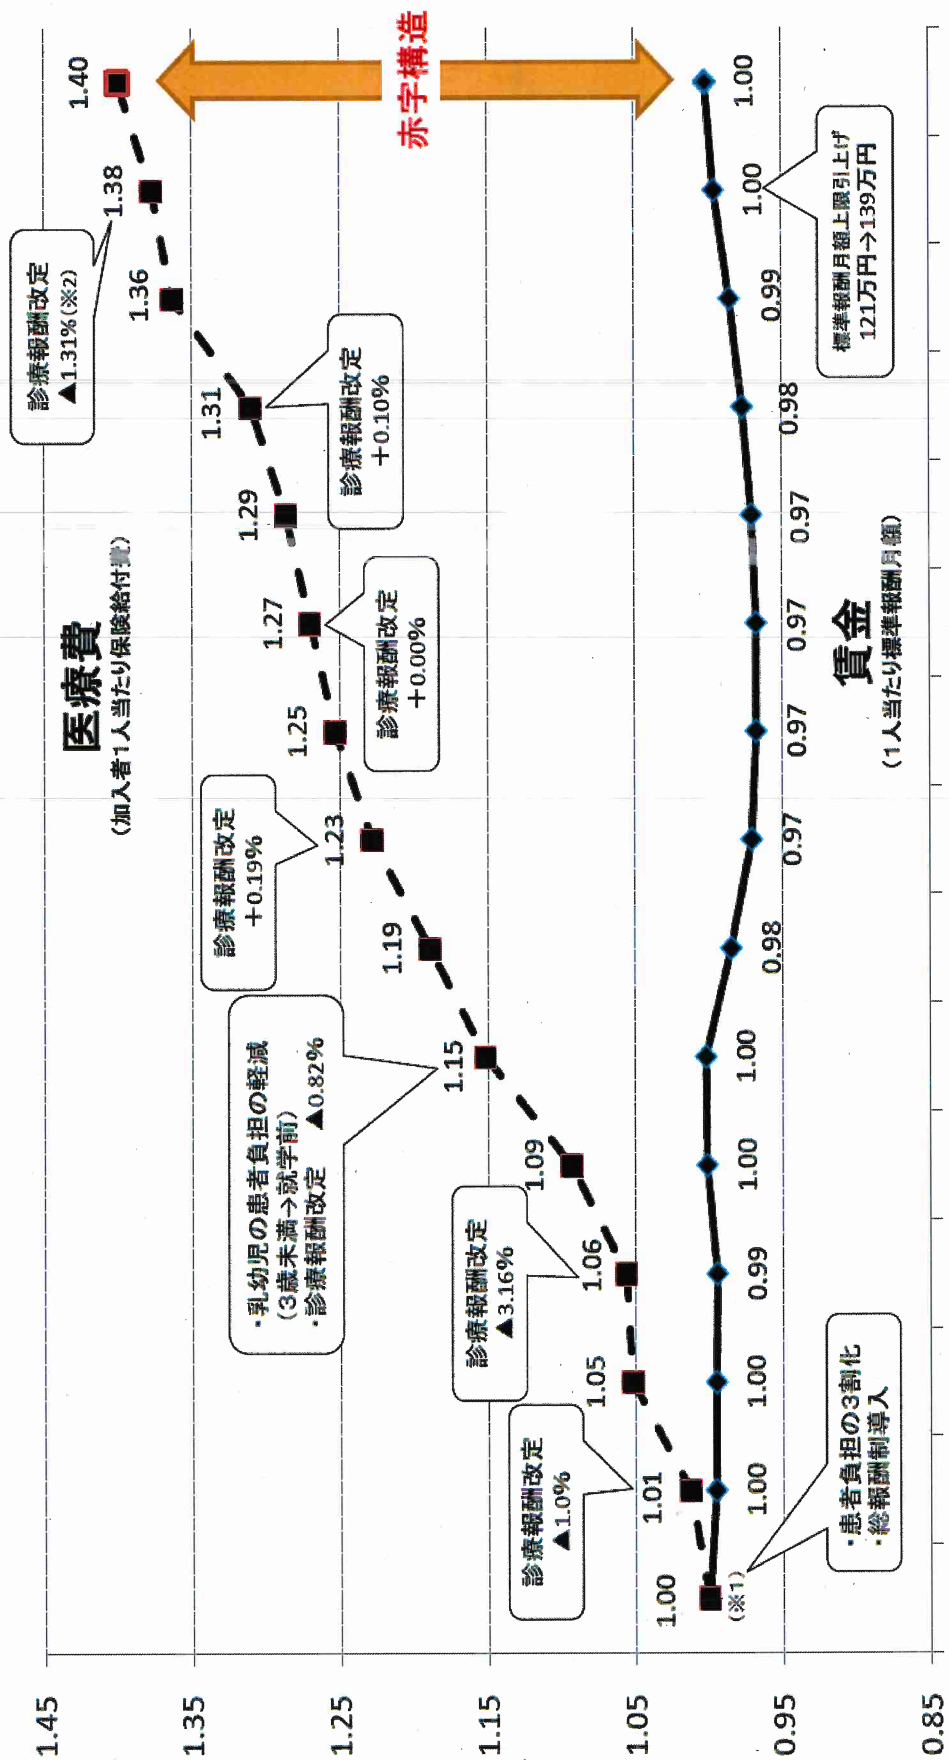 1.45
1.35
1.25
1.15
1.05
0.95
0.85
医療費
(加入者1人当たり保険給付費)
1.00
1.01
1.05
1.06
1.09
1.15
1.19
1.23
1.25
1.27
1.29
1.31
1.36
1.38
1.40
診療報酬改定
▲1.0%
診療報酬改定
▲3.16%
・乳幼児の患者負担の軽減
(3歳未満→就学前)
・診療報酬改定 ▲0.82%
診療報酬改定
+0.19%
診療報酬改定
+0.00%
診療報酬改定
+0.10%
診療報酬改定
▲1.31%(※2)
赤字構造
(※1)
1.00
1.00
0.99
1.00
1.00
0.98
0.97
0.97
0.97
0.97
0.98
0.99
1.00
1.00
・患者負担の3割化
・総報酬制導入
賃金
(1人当たり標準報酬月額)
標準報酬月額上限引上げ
121万円→139万円